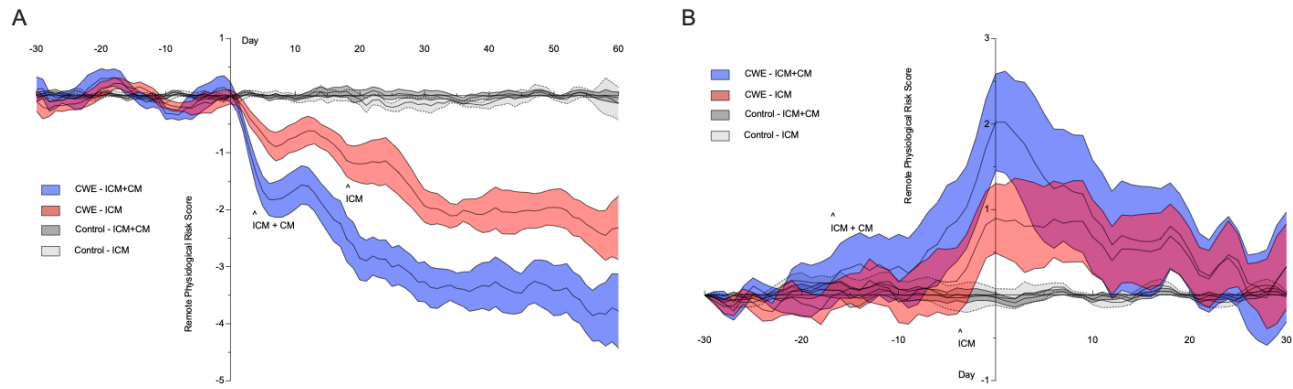 A
Day
-30
-20
-10
10
20
30
40
50
60
1
-1
-2
-3
-4
-5
Remote Physiological Risk Score
CWE - ICM+CM
CWE - ICM
Control - ICM+CM
Control - ICM
^
ICM
^
ICM + CM
B
3
2
1
-1
Remote Physiological Risk Score
CWE - ICM+CM
CWE - ICM
Control - ICM+CM
Control - ICM
^
ICM + CM
^
ICM
-30
-20
-10
10
20
30
Day